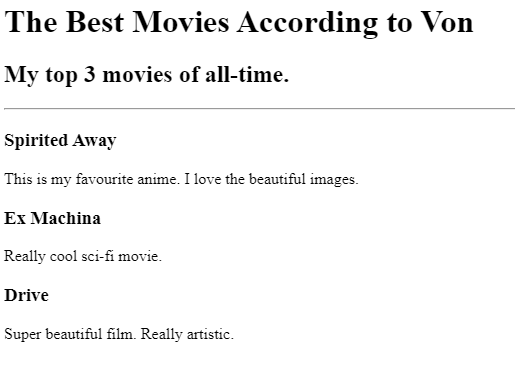 The Best Movies According to Von
My top 3 movies of all-time.
Spirited Away
This is my favourite anime. I love the beautiful images.
Ex Machina
Really cool sci-fi movie.
Drive
Super beautiful film. Really artistic.